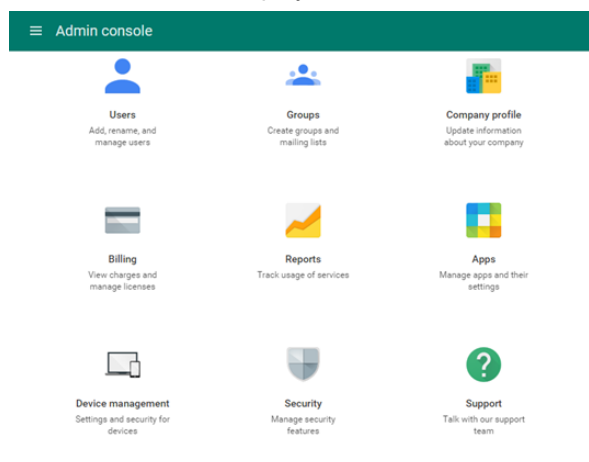 Admin console
Users
Add, rename, and
manage users
Groups
Create groups and
mailing lists
Company profile
Update information
about your company
Billing
View charges and
manage licenses
Reports
Track usage of services
Apps
Manage apps and their
settings
Device management
Settings and security for
devices
Security
Manage security
features
Support
Talk with our support
team